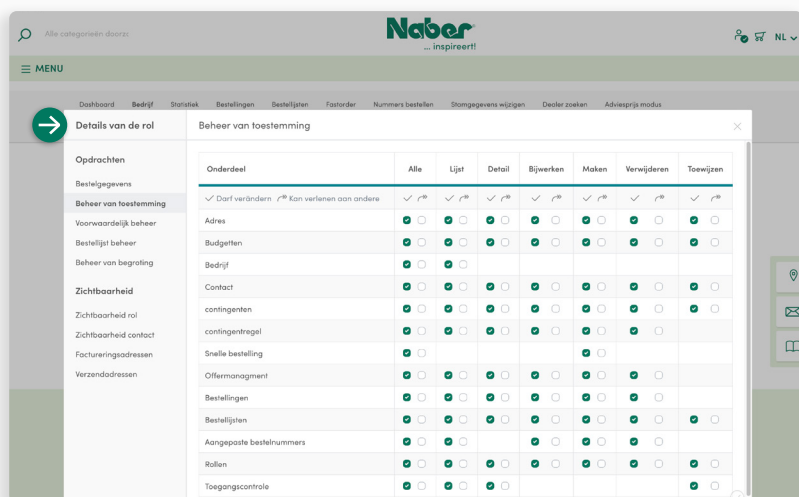 Alle categorieën doorzo
Naber
... inspireert!
NL
MENU
Dashboard Bedrijf Statistiek Bestellingen Bestellijsten Fastorder Nummers bestellen Stamgegevens wijzigen Dealer zoeken Adviesprijs modus
Details van de rol
Beheer van toestemming
Opdrachten
Bestelgegevens
Beheer van toestemming
Voorwaardelijk beheer
Bestellijst beheer
Beheer van begroting
Zichtbaarheid
Zichtbaarheid rol
Zichtbaarheid contact
Factureringsadressen
Verzendadressen
Onderdeel Alle Lijst Detail Bijwerken Maken Verwijderen Toewijzen
Darf verändern Kan verlenen aan andere
Adres
Budgetten
Bedrijf
Contact
contingenten
contingentregel
Snelle bestelling
Offermanagment
Bestellingen
Bestellijsten
Aangepaste bestelnummers
Rollen
Toegangscontrole